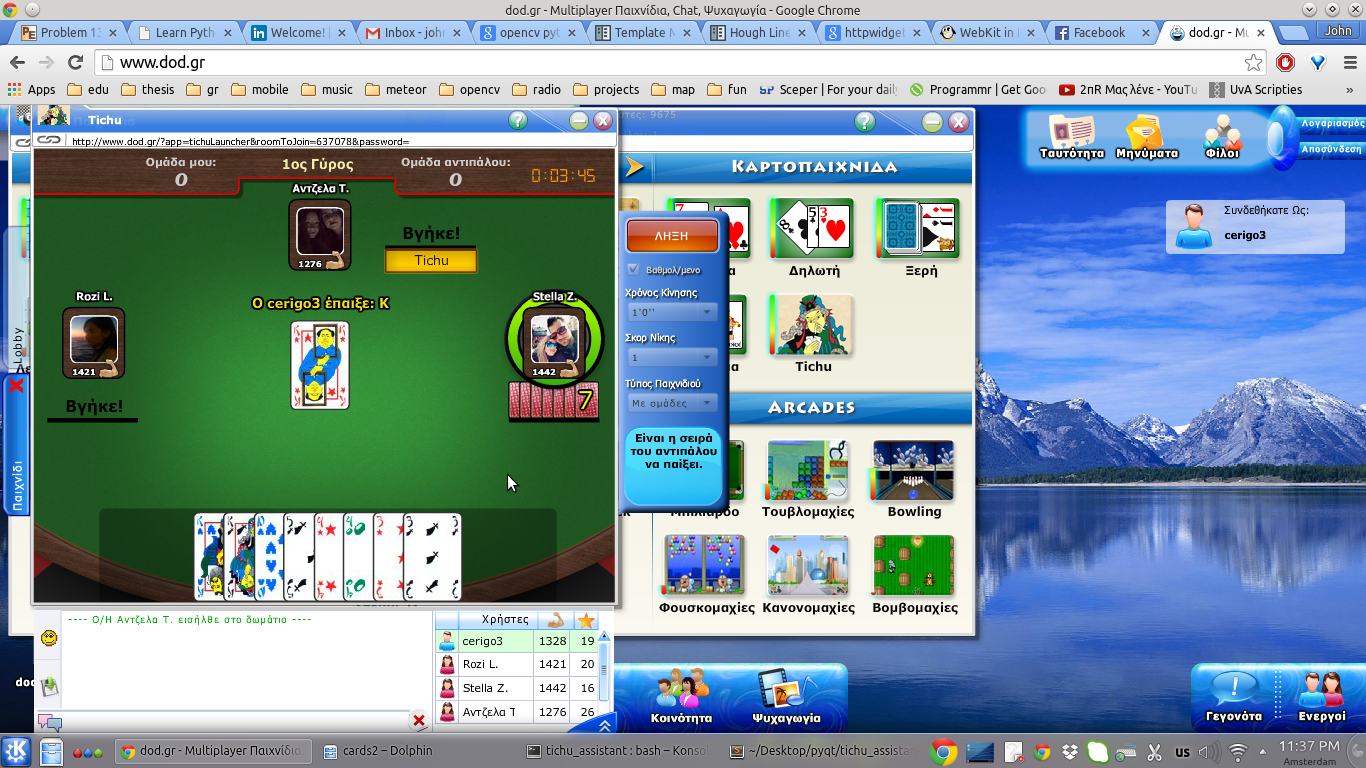 dod.gr - Multiplayer Παιχνίδια, Chat, Ψυχαγωγία - Google Chrome
Problem 13
Learn Pyth
Welcome! |
Inbox - joh
opencv pyt
Template M
Hough Line
httpwidget
WebKit in
Facebook
dod.gr - Mu
John
www.dod.gr
Apps
edu
thesis
gr
mobile
music
meteor
opencv
radio
projects
map
fun
Sceper | For your daily
Programmr | Get Goo
2nR Μας λένε - YouTu
UvA Scripties
»
Tichu
http://www.dod.gr/?app=tichuLauncher&roomToJoin=637078&password=
Ομάδα μου:
0
1ος Γύρος
Ομάδα αντιπάλου:
0
0:03:45
Αντζελα Τ.
1276
Βγήκε!
Tichu
Rozi L.
1421
Βγήκε!
Ο cerigo3 έπαιξε: K
Stella Z.
1442
7
ΛΗΞΗ
Βαθμολ/μενο
Χρόνος Κίνησης
1'0''
Σκορ Νίκης
1
Τύπος Παιχνιδιού
Με ομάδες
Είναι η σειρά
του αντιπάλου
να παίξει.
Lobby
Παιχνίδι
9675
Καρτοπαιχνιδα
Δηλωτή
Ξερή
Tichu
Arcades
Μπιλιάρδο
Τουβλομαχίες
Bowling
Φουσκομαχίες
Κανονομαχίες
Βομβομαχίες
Ταυτότητα
Μηνύματα
Φίλοι
Λογαριασμός
Αποσύνδεση
Συνδεθήκατε Ως:
cerigo3
---- Ο/Η Αντζελα Τ. εισήλθε στο δωμάτιο ----
Χρήστες
cerigo3 1328 19
Rozi L. 1421 20
Stella Z. 1442 16
Αντζελα Τ 1276 26
Κοινότητα
Ψυχαγωγία
Γεγονότα
Ενεργοί
dod.gr - Multiplayer Παιχνίδια,
cards2 – Dolphin
tichu_assistant : bash – Konso
~/Desktop/pyqt/tichu_assista
us
11:37 PM
Amsterdam